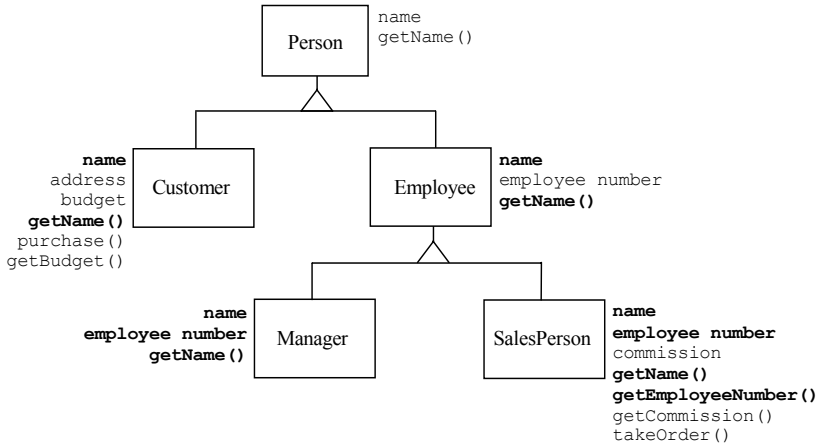 Person
name
getName()
name
address
budget
getName()
purchase()
getBudget()
Customer
Employee
name
employee number
getName()
name
employee number
getName()
Manager
SalesPerson
name
employee number
commission
getName()
getEmployeeNumber()
getCommission()
takeOrder()